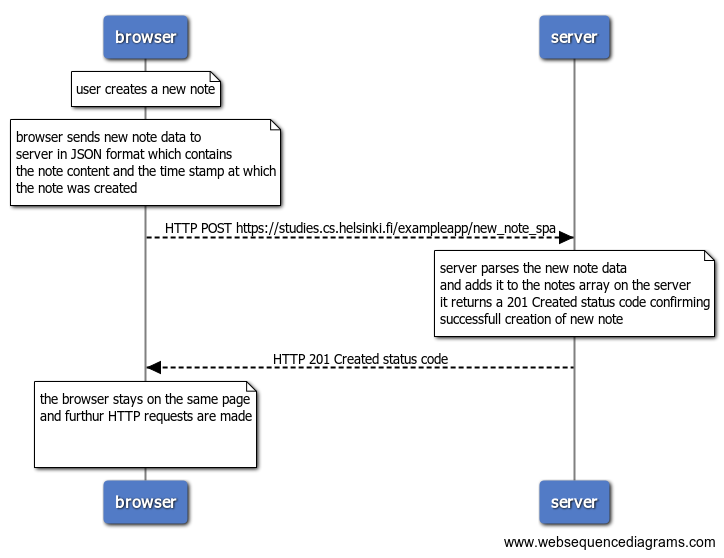 browser
server
user creates a new note
browser sends new note data to
server in JSON format which contains
the note content and the time stamp at which
the note was created
HTTP POST https://studies.cs.helsinki.fi/exampleapp/new_note_spa
server parses the new note data
and adds it to the notes array on the server
it returns a 201 Created status code confirming
successfull creation of new note
HTTP 201 Created status code
the browser stays on the same page
and furthur HTTP requests are made
browser
server
www.websequencediagrams.com